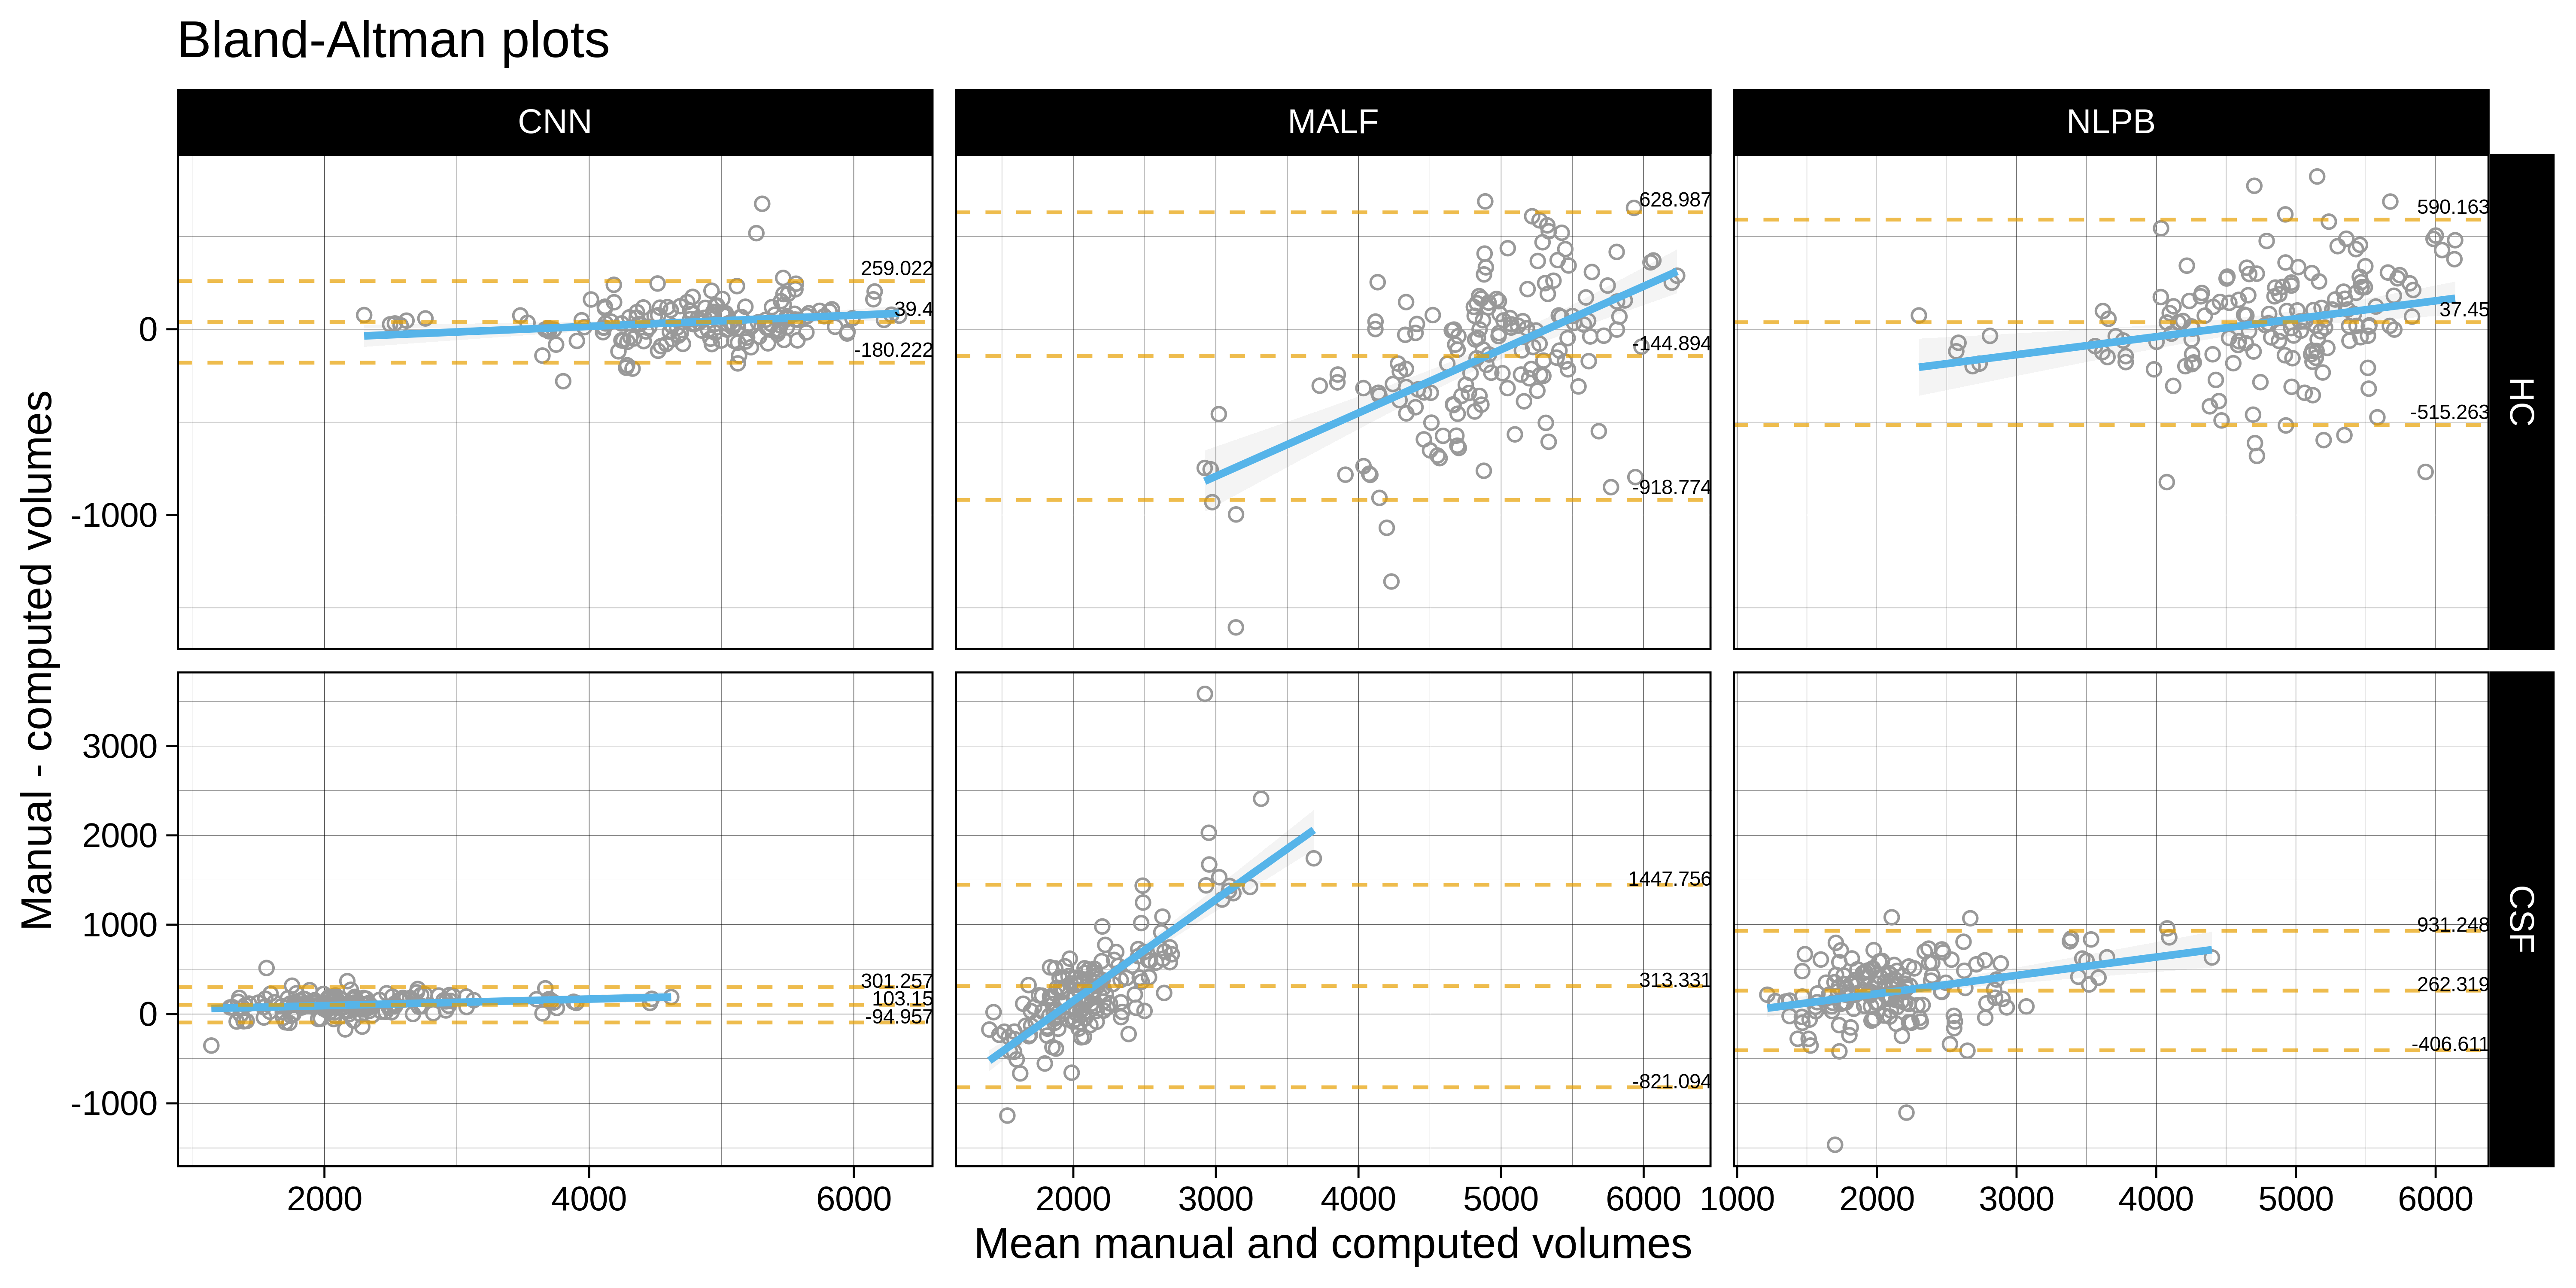 Bland-Altman plots
CNN
MALF
NLPB
HC
CSF
Manual - computed volumes
0
-1000
259.022
39.4
-180.222
628.987
-144.894
-918.774
590.163
37.45
-515.263
3000
2000
1000
0
-1000
301.257
103.15
-94.957
1447.756
313.331
-821.094
931.248
262.319
-406.611
2000 4000 6000
2000 3000 4000 5000 6000
1000 2000 3000 4000 5000 6000
Mean manual and computed volumes